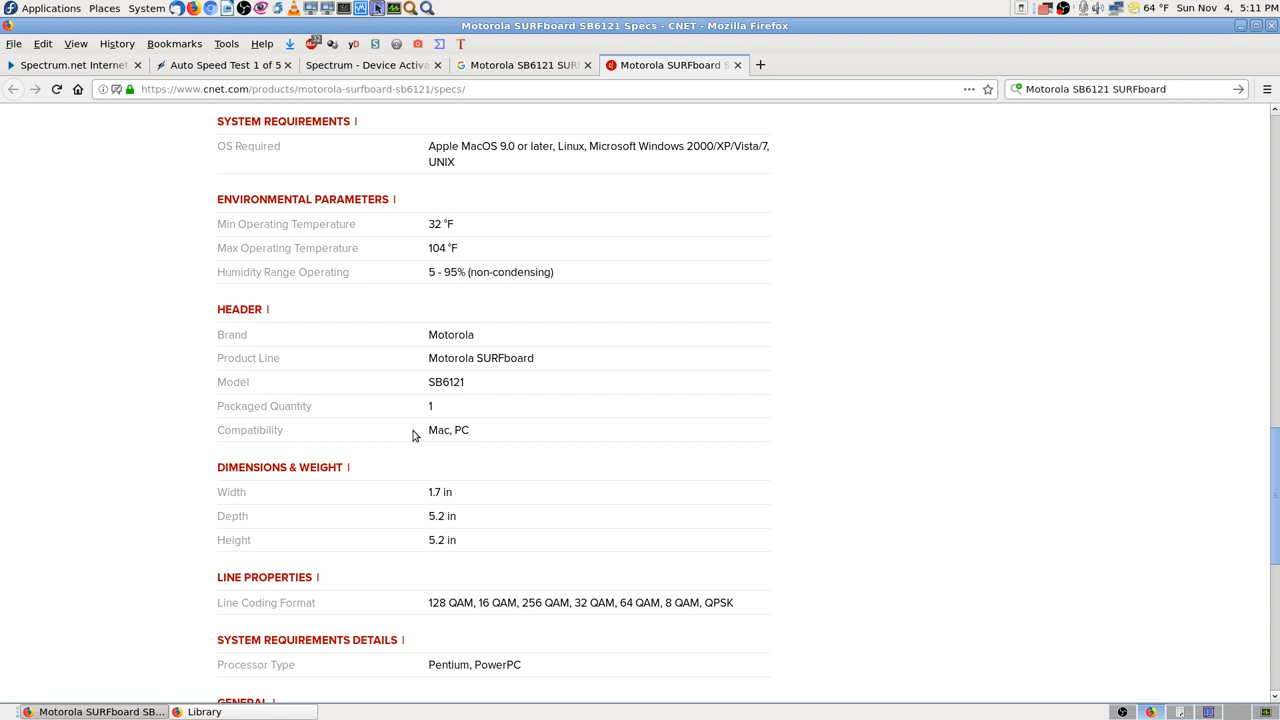 Applications Places System 64 °F Sun Nov 4, 5:11 PM
Motorola SURFboard SB6121 Specs - CNET - Mozilla Firefox
File Edit View History Bookmarks Tools Help 32 yD S T
Spectrum.net Internet Auto Speed Test 1 of 5 Spectrum - Device Activa Motorola SB6121 SUR Motorola SURFboard S
https://www.cnet.com/products/motorola-surfboard-sb6121/specs/ Motorola SB6121 SURFboard
SYSTEM REQUIREMENTS |
OS Required Apple MacOS 9.0 or later, Linux, Microsoft Windows 2000/XP/Vista/7,
UNIX
ENVIRONMENTAL PARAMETERS |
Min Operating Temperature 32 °F
Max Operating Temperature 104 °F
Humidity Range Operating 5 - 95% (non-condensing)
HEADER |
Brand Motorola
Product Line Motorola SURFboard
Model SB6121
Packaged Quantity 1
Compatibility Mac, PC
DIMENSIONS & WEIGHT |
Width 1.7 in
Depth 5.2 in
Height 5.2 in
LINE PROPERTIES |
Line Coding Format 128 QAM, 16 QAM, 256 QAM, 32 QAM, 64 QAM, 8 QAM, QPSK
SYSTEM REQUIREMENTS DETAILS |
Processor Type Pentium, PowerPC
GENERAL |
Motorola SURFboard SB... Library